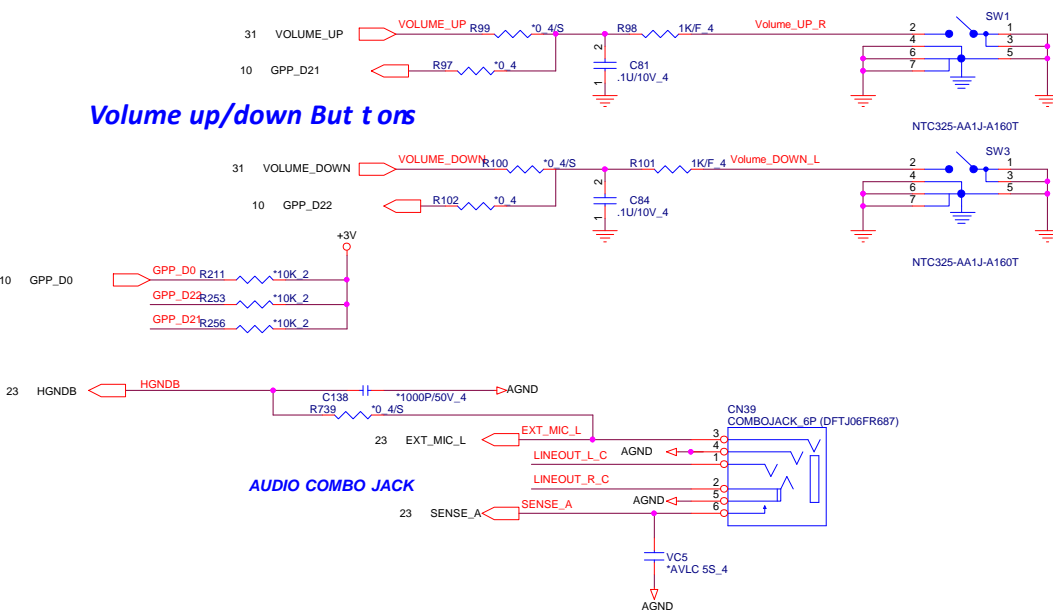 VOLUME_UP
R99
*0_4/S
R98
1K/F_4
Volume_UP_R
SW1
31 VOLUME_UP
2
1
4
3
6
5
7
10 GPP_D21
R97
*0_4
2
1
C81
.1U/10V_4
Volume up/down But t ons
NTC325-AA1J-A160T
VOLUME_DOWN
R100
*0_4/S
R101
1K/F_4
Volume_DOWN_L
SW3
31 VOLUME_DOWN
2
1
4
3
6
5
7
10 GPP_D22
R102
*0_4
2
1
C84
.1U/10V_4
NTC325-AA1J-A160T
+3V
10 GPP_D0
GPP_D0
R211
*10K_2
GPP_D22
R253
*10K_2
GPP_D21
R256
*10K_2
23 HGNDB
HGNDB
C138
*1000P/50V_4
AGND
R739
*0_4/S
CN39
COMBOJACK_6P (DFTJ06FR687)
23 EXT_MIC_L
EXT_MIC_L
3
AGND
4
LINEOUT_L_C
1
LINEOUT_R_C
2
AUDIO COMBO JACK
AGND
5
23 SENSE_A
SENSE_A
6
VC5
*AVLC 5S_4
AGND